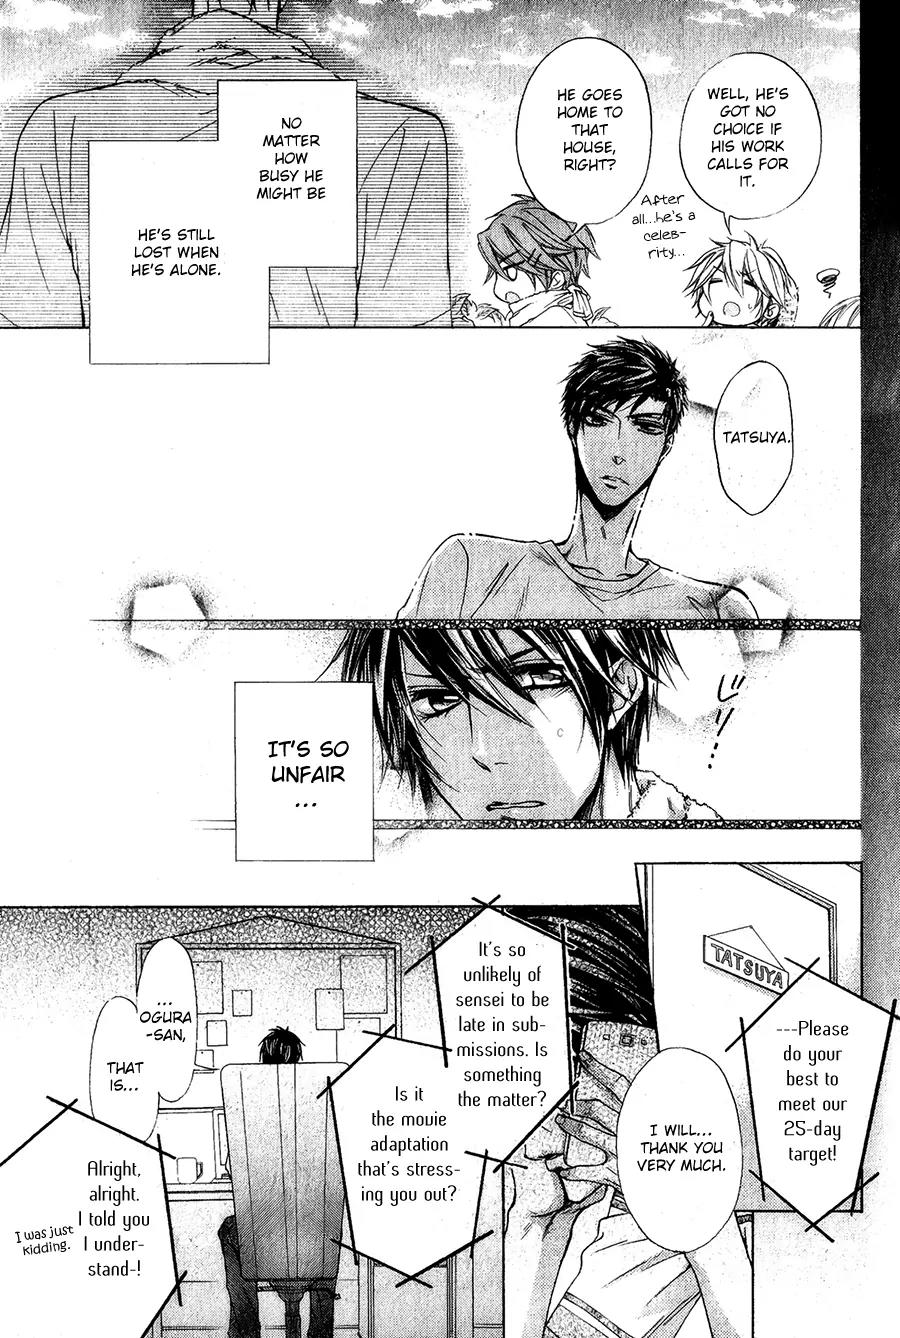 WELL, HE'S
GOT NO
CHOICE IF
HIS WORK
CALLS FOR
IT.
After
all...he's a
celeb-
rity...
HE GOES
HOME TO
THAT
HOUSE,
RIGHT?
NO
MATTER
HOW
BUSY HE
MIGHT BE
HE'S STILL
LOST WHEN
HE'S ALONE.
TATSUYA.
じっ...
IT'S SO
UNFAIR
...
TATSUYA
---Please
do your
best to
meet our
25-day
target!
I WILL...
THANK YOU
VERY MUCH.
It's so
unlikely of
sensei to be
late in sub-
missions. Is
something
the matter?
Is it
the movie
adaptation
that's stress-
ing you out?
...
OGURA
-SAN,
THAT
IS...
Alright,
alright.
I told you
I under-
stand-!
I was just
kidding.